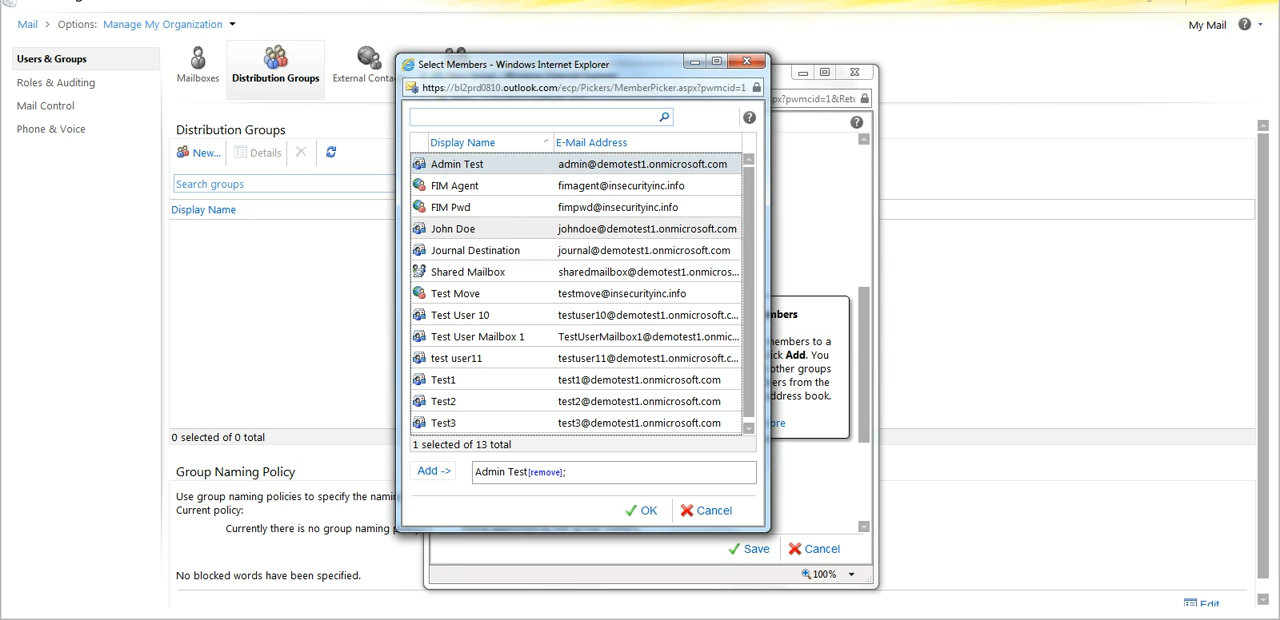 Mail > Options: Manage My Organization
My Mail
Users & Groups
Roles & Auditing
Mail Control
Phone & Voice
Mailboxes
Distribution Groups
External Conta
Distribution Groups
New...
Details
Search groups
Display Name
0 selected of 0 total
Group Naming Policy
Use group naming policies to specify the namin
Current policy:
Currently there is no group naming p
No blocked words have been specified.
Edit
Select Members - Windows Internet Explorer
https://bl2prd0810.outlook.com/ecp/Pickers/MemberPicker.aspx?pwmcid=1
Display Name E-Mail Address
Admin Test admin@demotest1.onmicrosoft.com
FIM Agent fimagent@insecurityinc.info
FIM Pwd fimpwd@insecurityinc.info
John Doe johndoe@demotest1.onmicrosoft.com
Journal Destination journal@demotest1.onmicrosoft.com
Shared Mailbox sharedmailbox@demotest1.onmicros...
Test Move testmove@insecurityinc.info
Test User 10 testuser10@demotest1.onmicrosoft.c...
Test User Mailbox 1 TestUserMailbox1@demotest1.onmic...
test user11 testuser11@demotest1.onmicrosoft.c...
Test1 test1@demotest1.onmicrosoft.com
Test2 test2@demotest1.onmicrosoft.com
Test3 test3@demotest1.onmicrosoft.com
1 selected of 13 total
Add -> Admin Test[remove];
OK Cancel
px?pwmcid=1&Retu
mbers
embers to a
ck Add. You
other groups
ers from the
ddress book.
ore
Save Cancel
100%